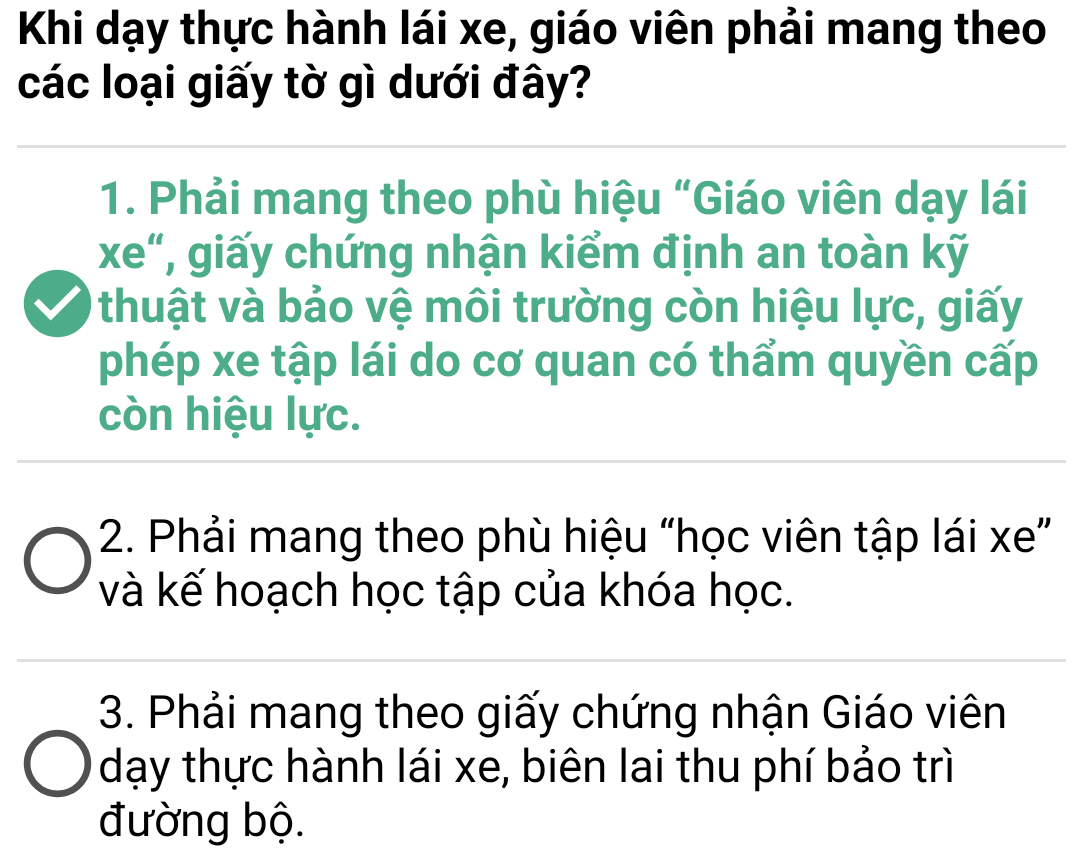 Khi dạy thực hành lái xe, giáo viên phải mang theo
các loại giấy tờ gì dưới đây?
1. Phải mang theo phù hiệu “Giáo viên dạy lái
xe“, giấy chứng nhận kiểm định an toàn kỹ
thuật và bảo vệ môi trường còn hiệu lực, giấy
phép xe tập lái do cơ quan có thẩm quyền cấp
còn hiệu lực.
2. Phải mang theo phù hiệu “học viên tập lái xe”
và kế hoạch học tập của khóa học.
3. Phải mang theo giấy chứng nhận Giáo viên
dạy thực hành lái xe, biên lai thu phí bảo trì
đường bộ.